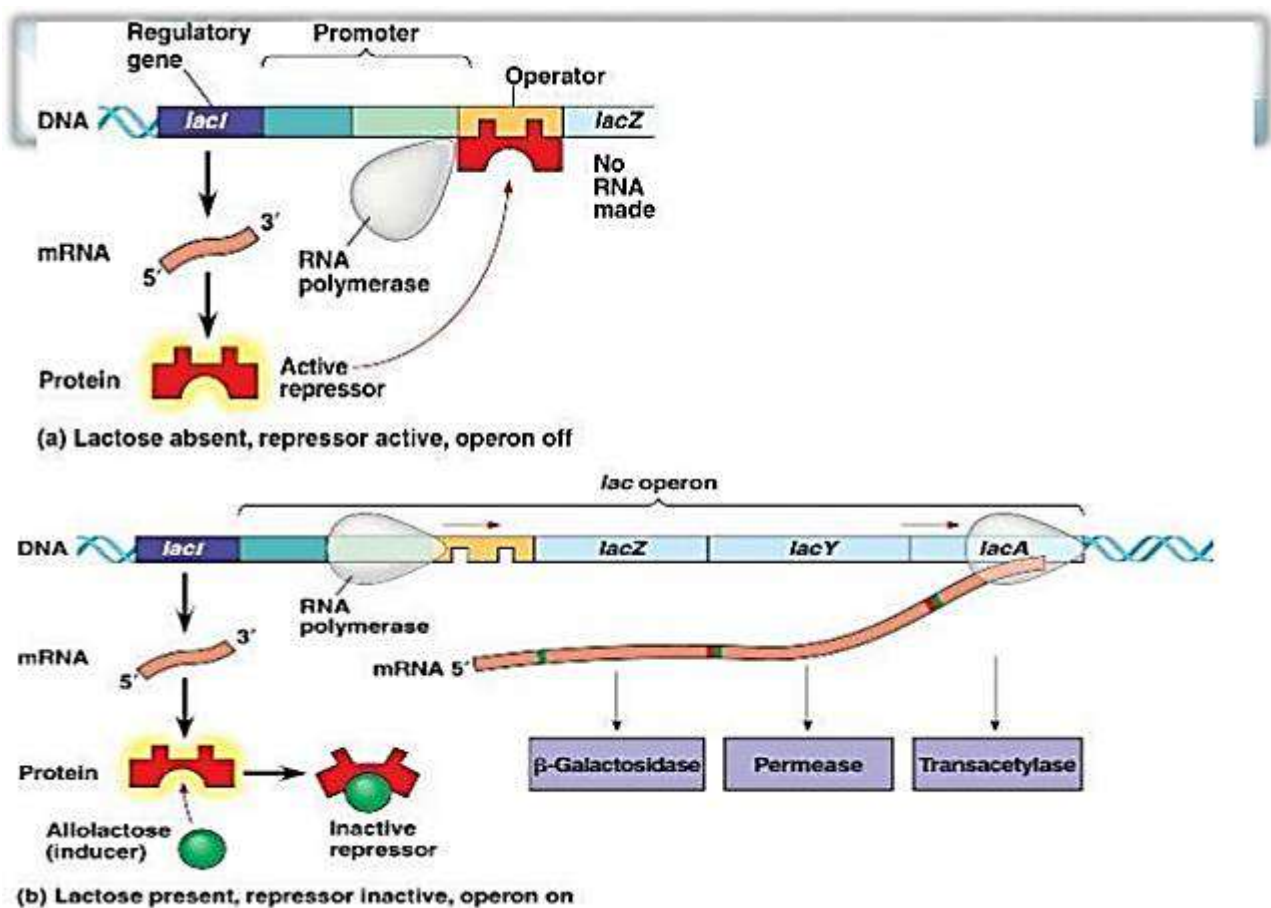 Regulatory
gene
Promoter
Operator
DNA
lacI
lacZ
No
RNA
made
3′
mRNA
5′
RNA
polymerase
Protein
Active
repressor
(a) Lactose absent, repressor active, operon off
lac operon
DNA
lacI
lacZ
lacY
lacA
RNA
polymerase
3′
mRNA
5′
mRNA 5′
Protein
β-Galactosidase
Permease
Transacetylase
Allolactose
(inducer)
Inactive
repressor
(b) Lactose present, repressor inactive, operon on